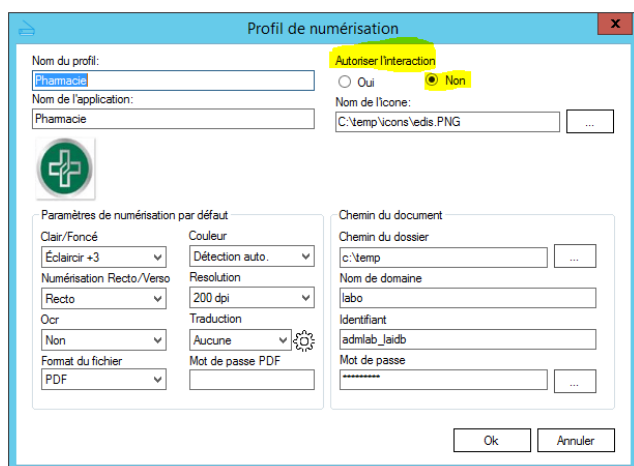 Profil de numérisation
x
Nom du profil:
Pharmacie
Nom de l'application:
Pharmacie
Autoriser l'interaction
Oui
Non
Nom de l'icone:
C:\temp\icons\edis.PNG
...
Paramètres de numérisation par défaut
Clair/Foncé
Couleur
Éclaircir +3
Détection auto.
Numérisation Recto/Verso
Resolution
Recto
200 dpi
Ocr
Traduction
Non
Aucune
Format du fichier
Mot de passe PDF
PDF
Chemin du document
Chemin du dossier
c:\temp
...
Nom de domaine
labo
Identifiant
admlab_laidb
Mot de passe
*********
...
Ok
Annuler